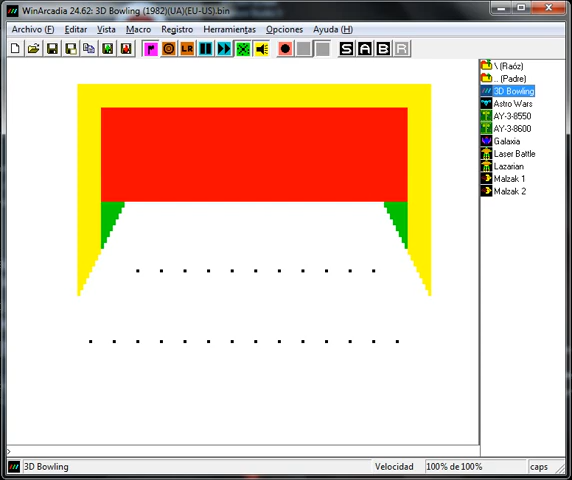 WinArcadia 24.62: 3D Bowling (1982)(UA)(EU-US).bin
Archivo (F) Editar Vista Macro Registro Herramientas Opciones Ayuda (H)
LR S A B R
\ (Raóz)
.. (Padre)
3D Bowling
Astro Wars
AY-3-8550
AY-3-8600
Galaxia
Laser Battle
Lazarian
Malzak 1
Malzak 2
>
3D Bowling Velocidad 100% de 100% caps